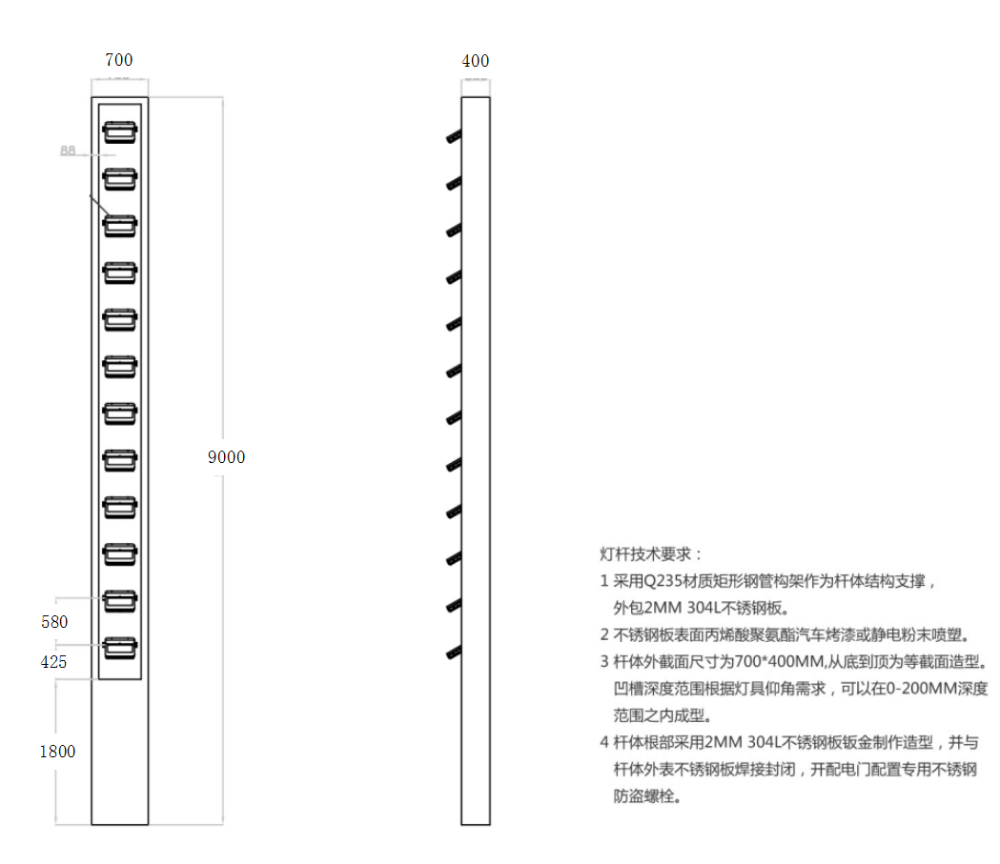 700
400
88
9000
580
425
1800
灯杆技术要求：
1 采用Q235材质矩形钢管构架作为杆体结构支撑，
外包2MM 304L不锈钢板。
2 不锈钢板表面丙烯酸聚氨酯汽车烤漆或静电粉末喷塑。
3 杆体外截面尺寸为700*400MM,从底到顶为等截面造型。
凹槽深度范围根据灯具仰角需求，可以在0-200MM深度
范围之内成型。
4 杆体根部采用2MM 304L不锈钢板钣金制作造型，并与
杆体外表不锈钢板焊接封闭，开配电门配置专用不锈钢
防盗螺栓。